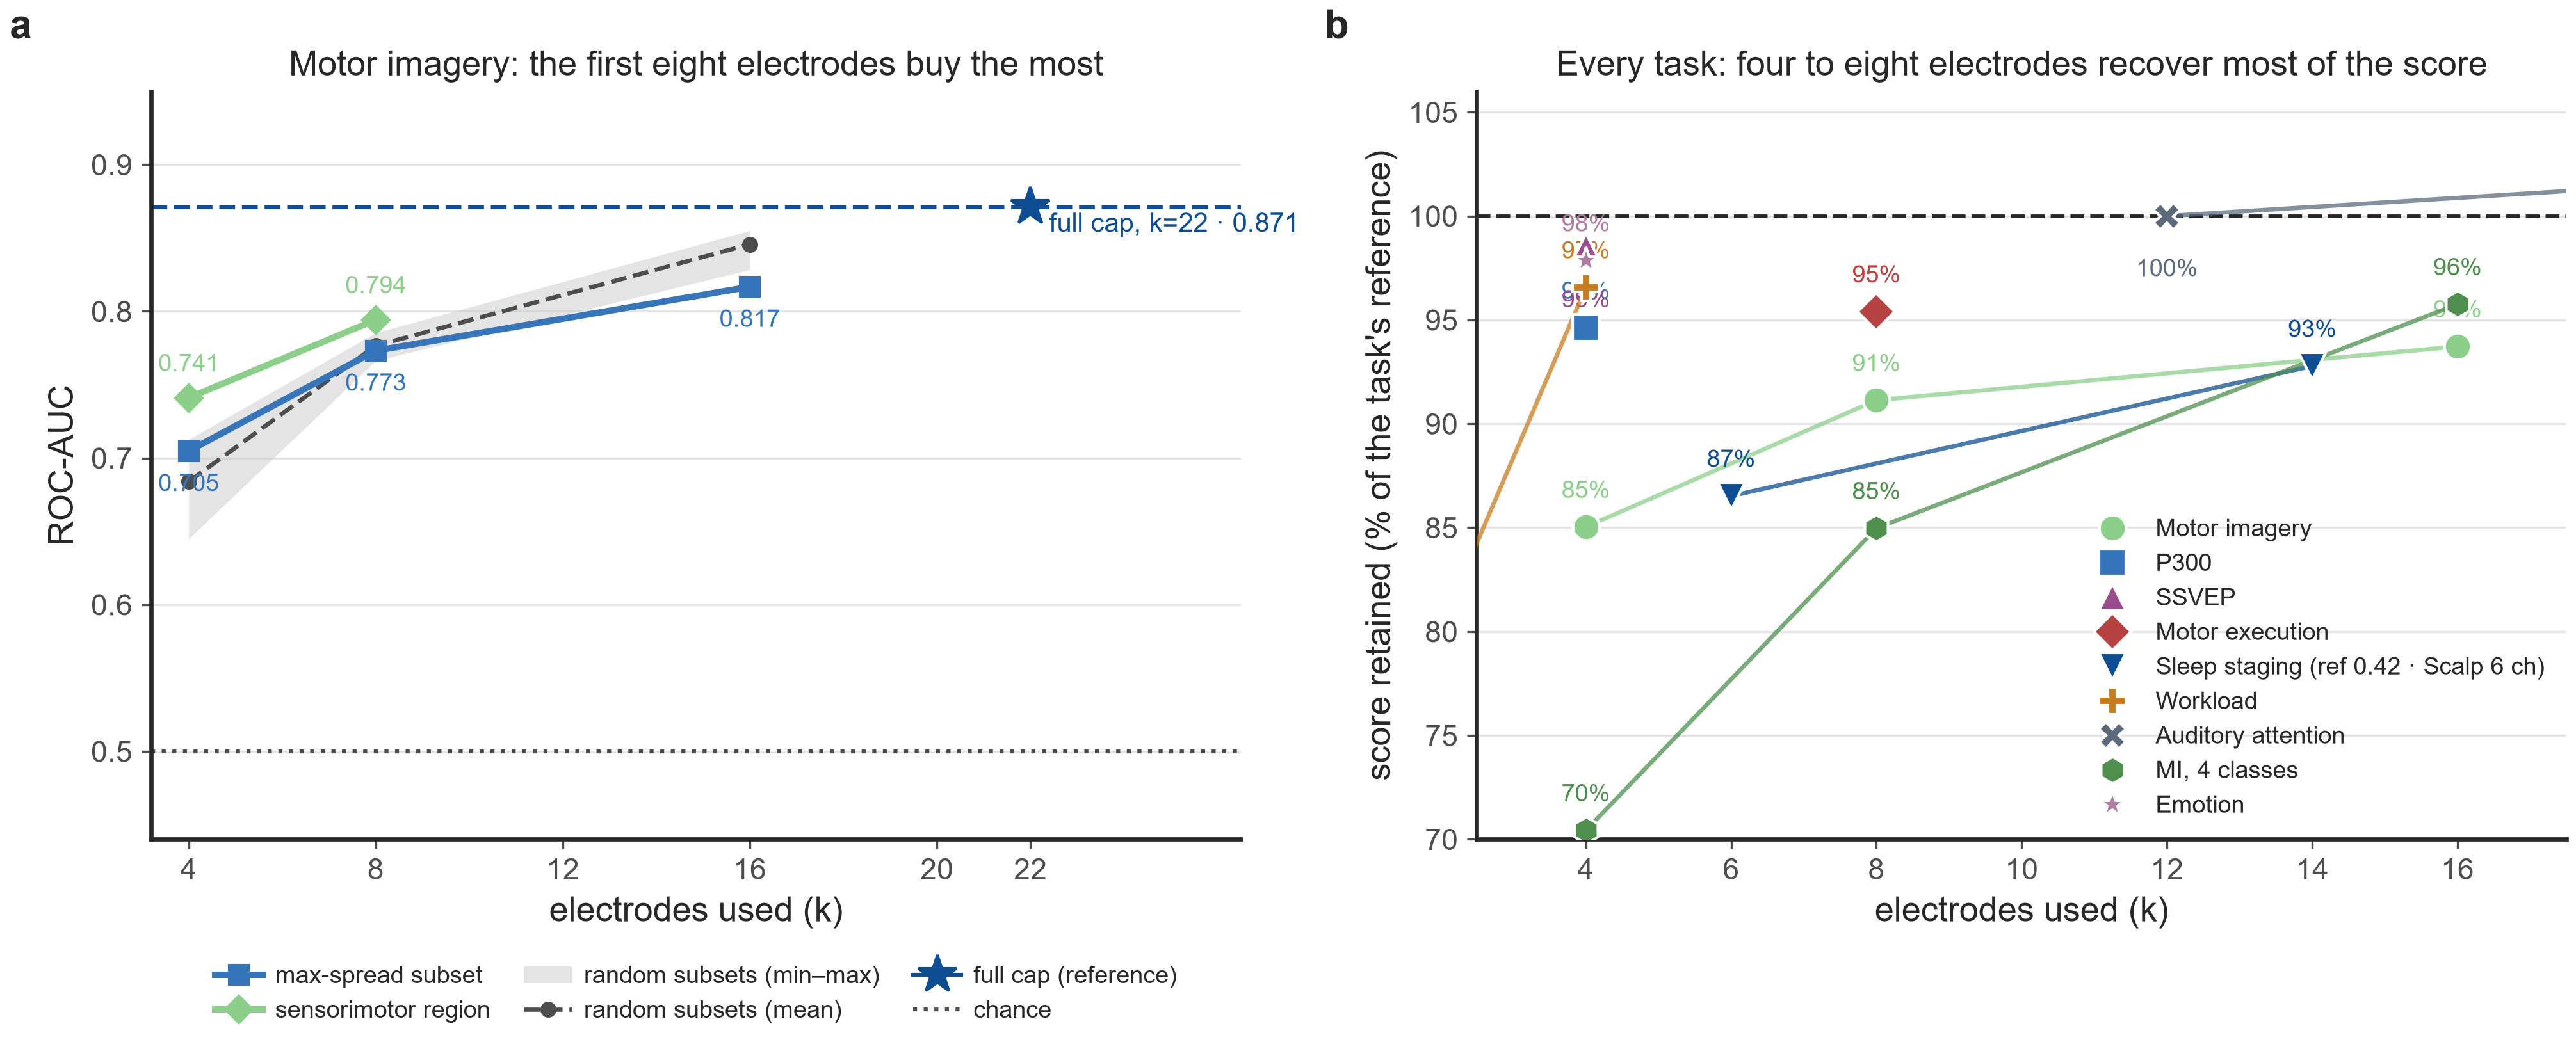 a
Motor imagery: the first eight electrodes buy the most
ROC-AUC
0.9
0.8
0.7
0.6
0.5
0.741
0.794
0.705
0.773
0.817
full cap, k=22 · 0.871
4
8
12
16
20
22
electrodes used (k)
max-spread subset
sensorimotor region
random subsets (min–max)
random subsets (mean)
full cap (reference)
chance
b
Every task: four to eight electrodes recover most of the score
score retained (% of the task's reference)
105
100
95
90
85
80
75
70
98%
95%
100%
96%
93%
91%
87%
85%
85%
70%
Motor imagery
P300
SSVEP
Motor execution
Sleep staging (ref 0.42 · Scalp 6 ch)
Workload
Auditory attention
MI, 4 classes
Emotion
4
6
8
10
12
14
16
electrodes used (k)